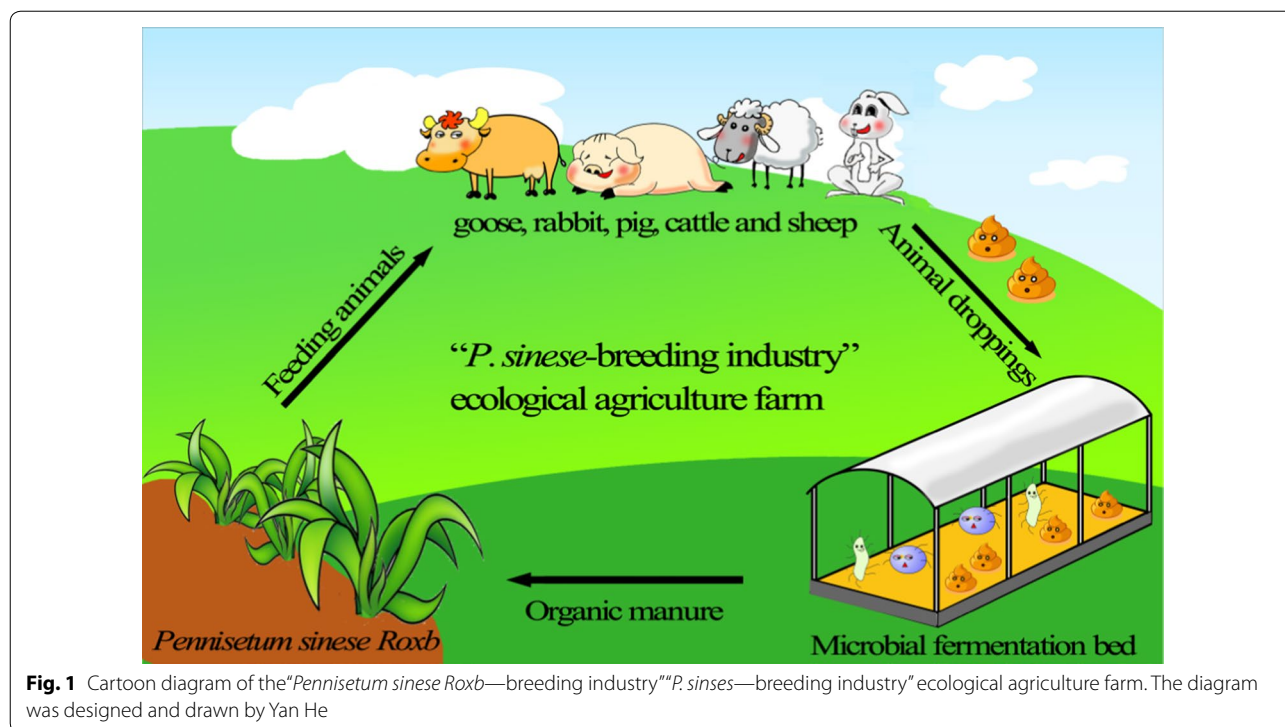 goose, rabbit, pig, cattle and sheep
Feeding animals
Animal droppings
“P. sinese-breeding industry”
ecological agriculture farm
Organic manure
Pennisetum sinese Roxb
Microbial fermentation bed
Fig. 1 Cartoon diagram of the“Pennisetum sinese Roxb—breeding industry”“P. sinses—breeding industry” ecological agriculture farm. The diagram
was designed and drawn by Yan He